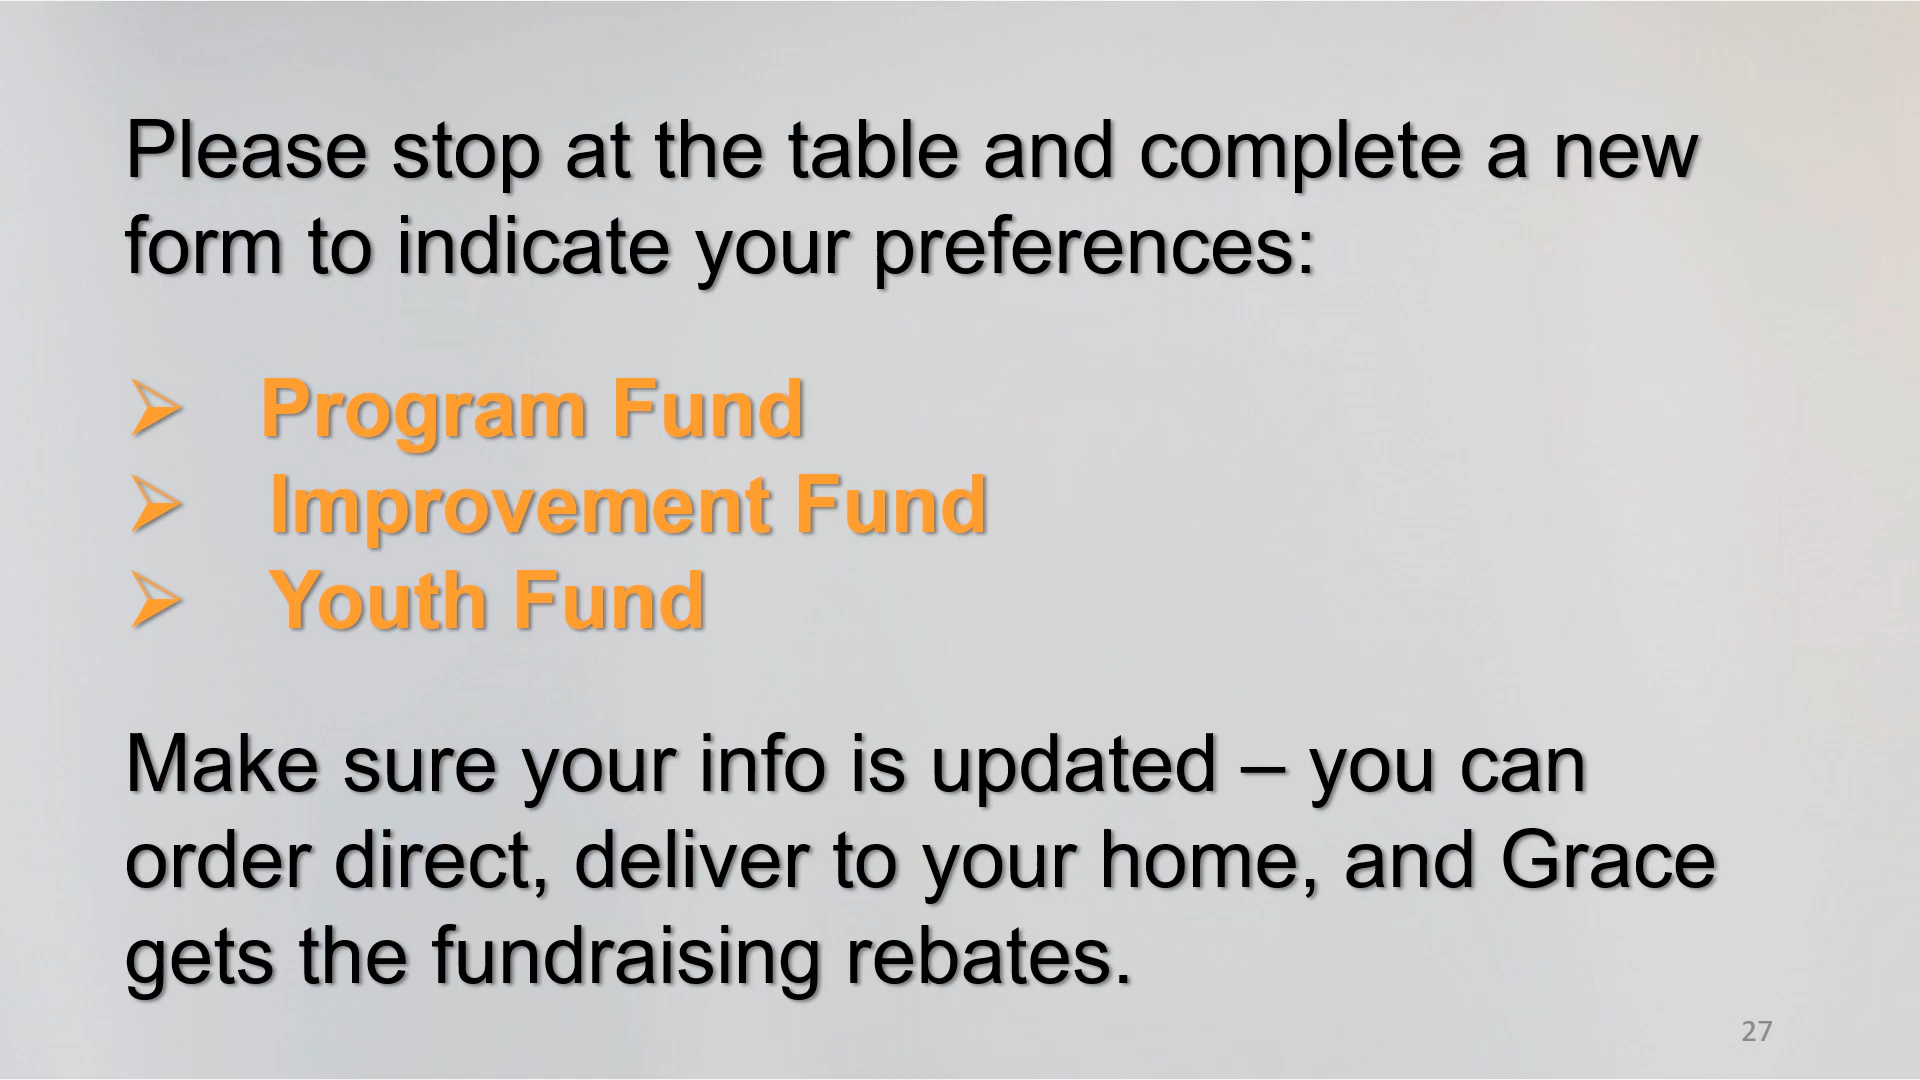 Please stop at the table and complete a new
form to indicate your preferences:
➢ Program Fund
➢ Improvement Fund
➢ Youth Fund
Make sure your info is updated – you can
order direct, deliver to your home, and Grace
gets the fundraising rebates.
27